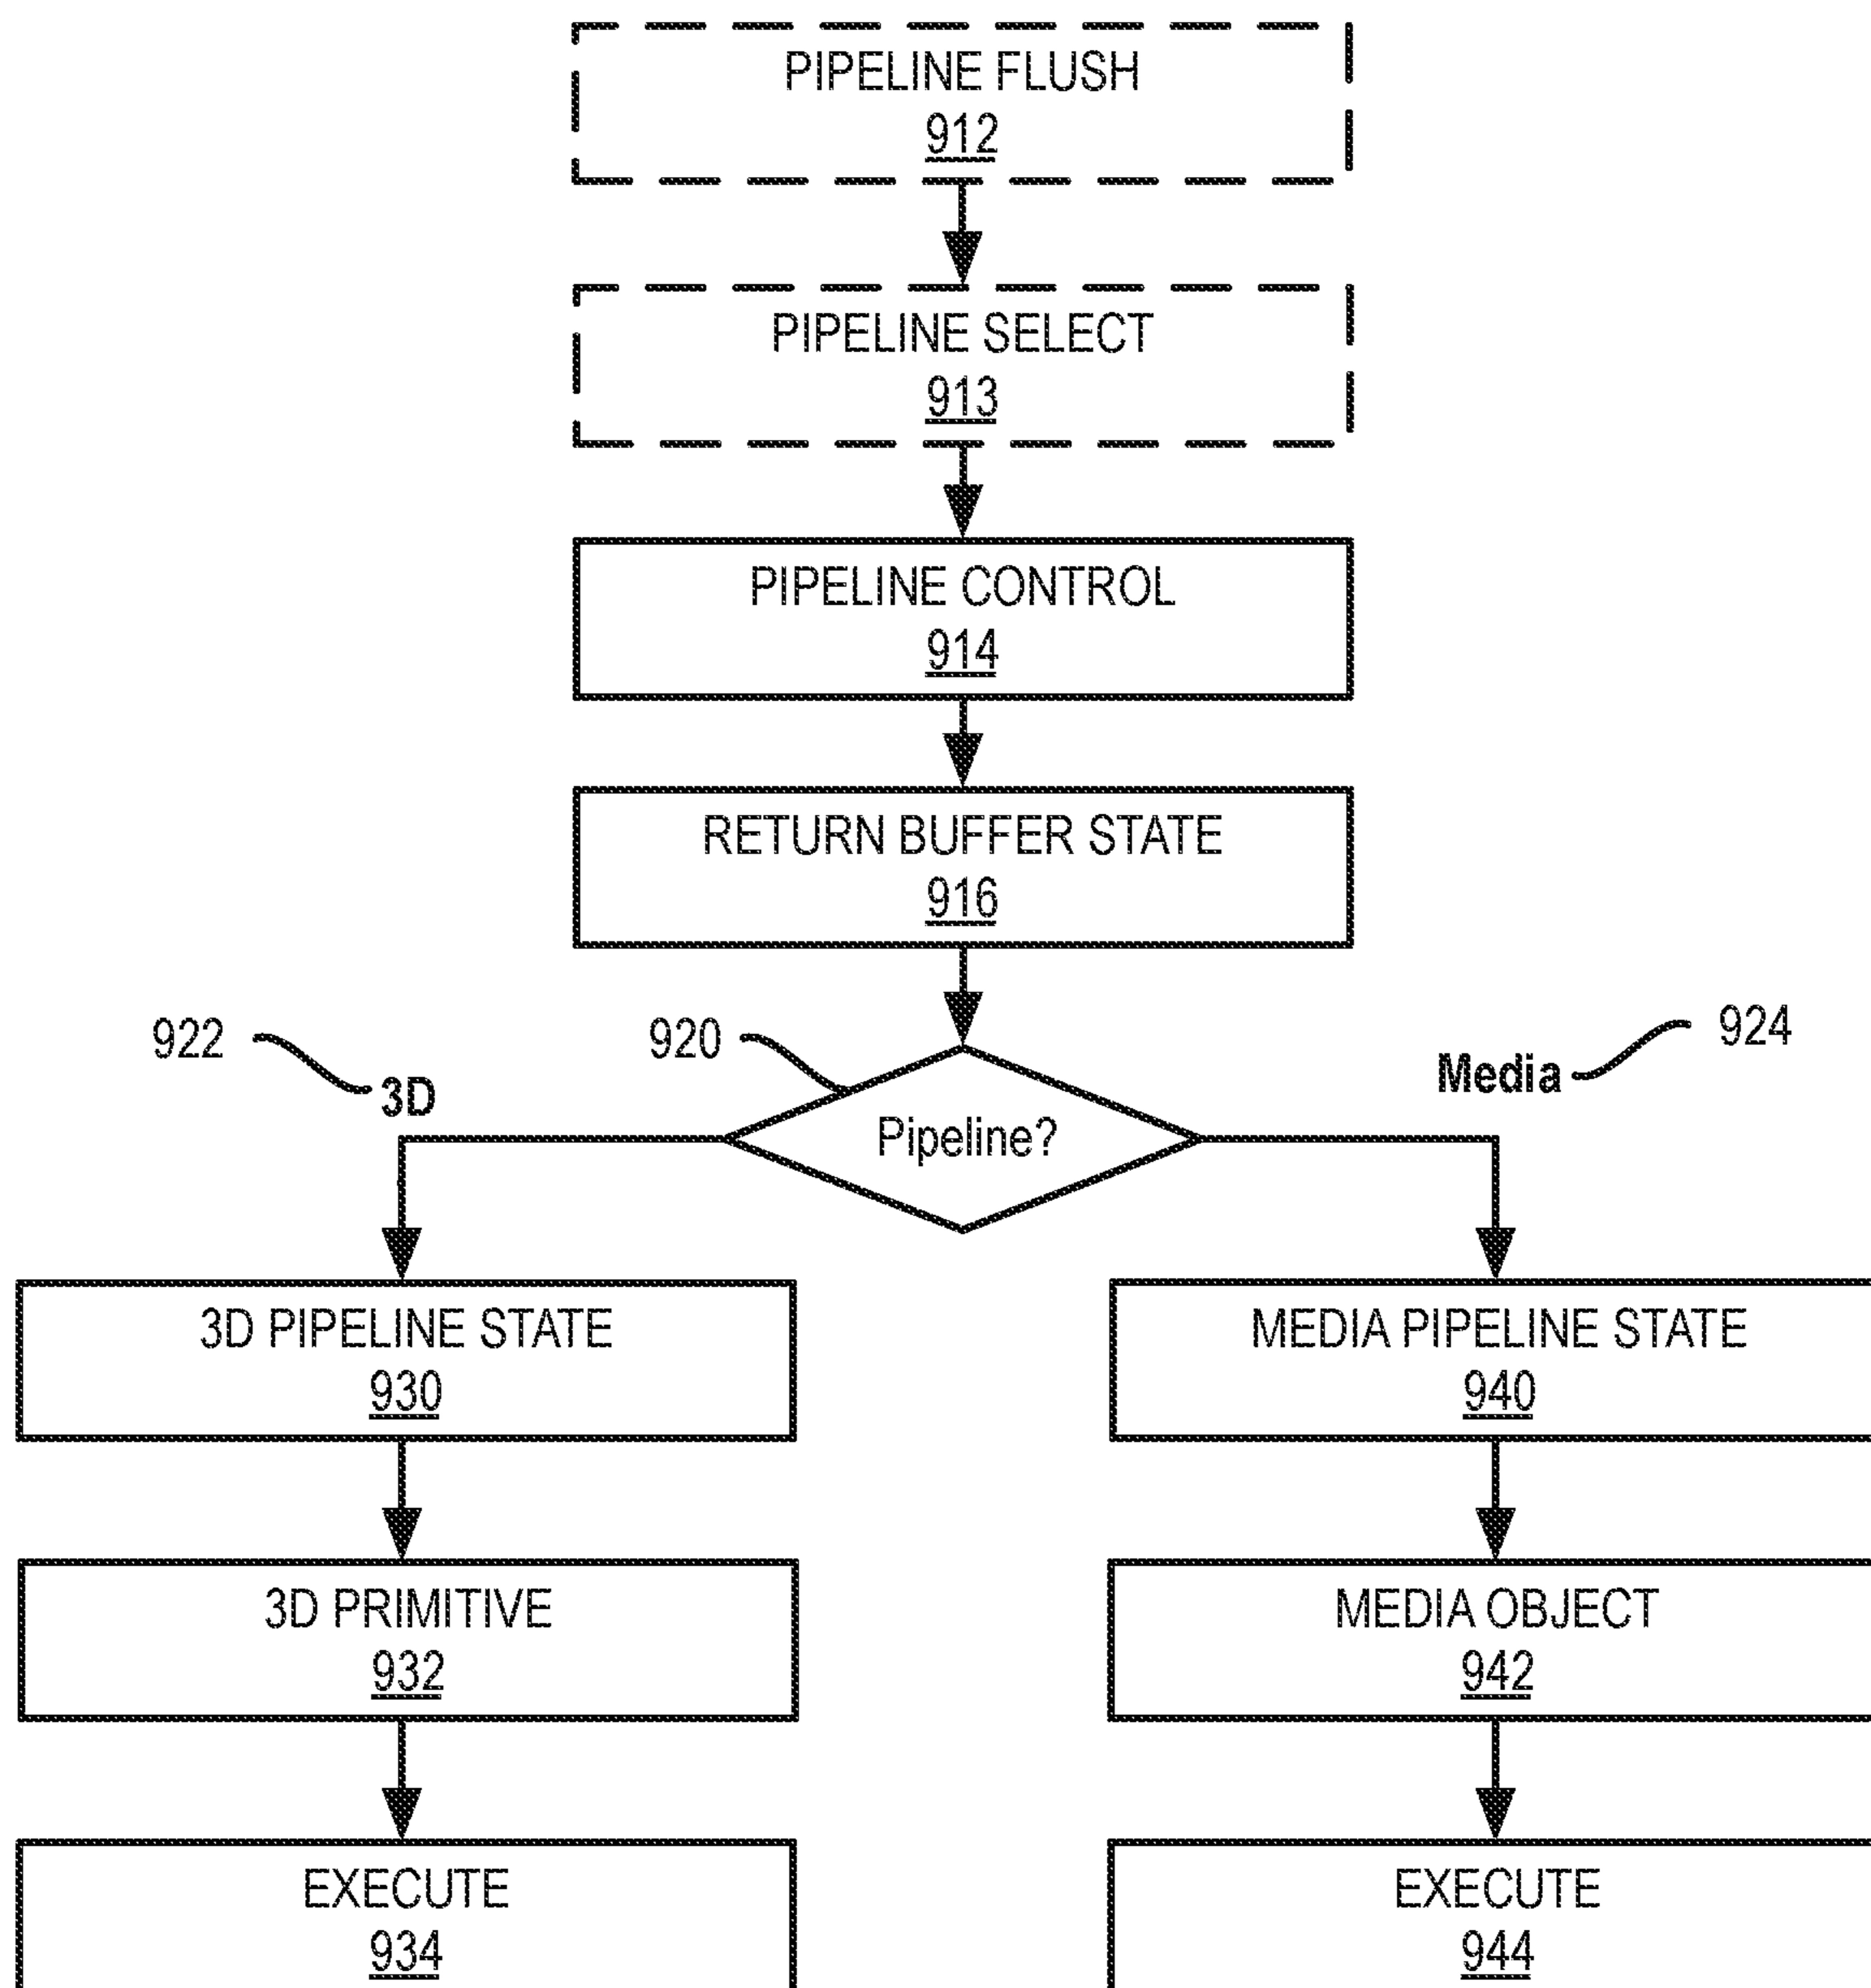 PIPELINE FLUSH
912
PIPELINE SELECT
913
PIPELINE CONTROL
914
RETURN BUFFER STATE
916
922
3D
920
Pipeline?
Media
924
3D PIPELINE STATE
930
MEDIA PIPELINE STATE
940
3D PRIMITIVE
932
MEDIA OBJECT
942
EXECUTE
934
EXECUTE
944